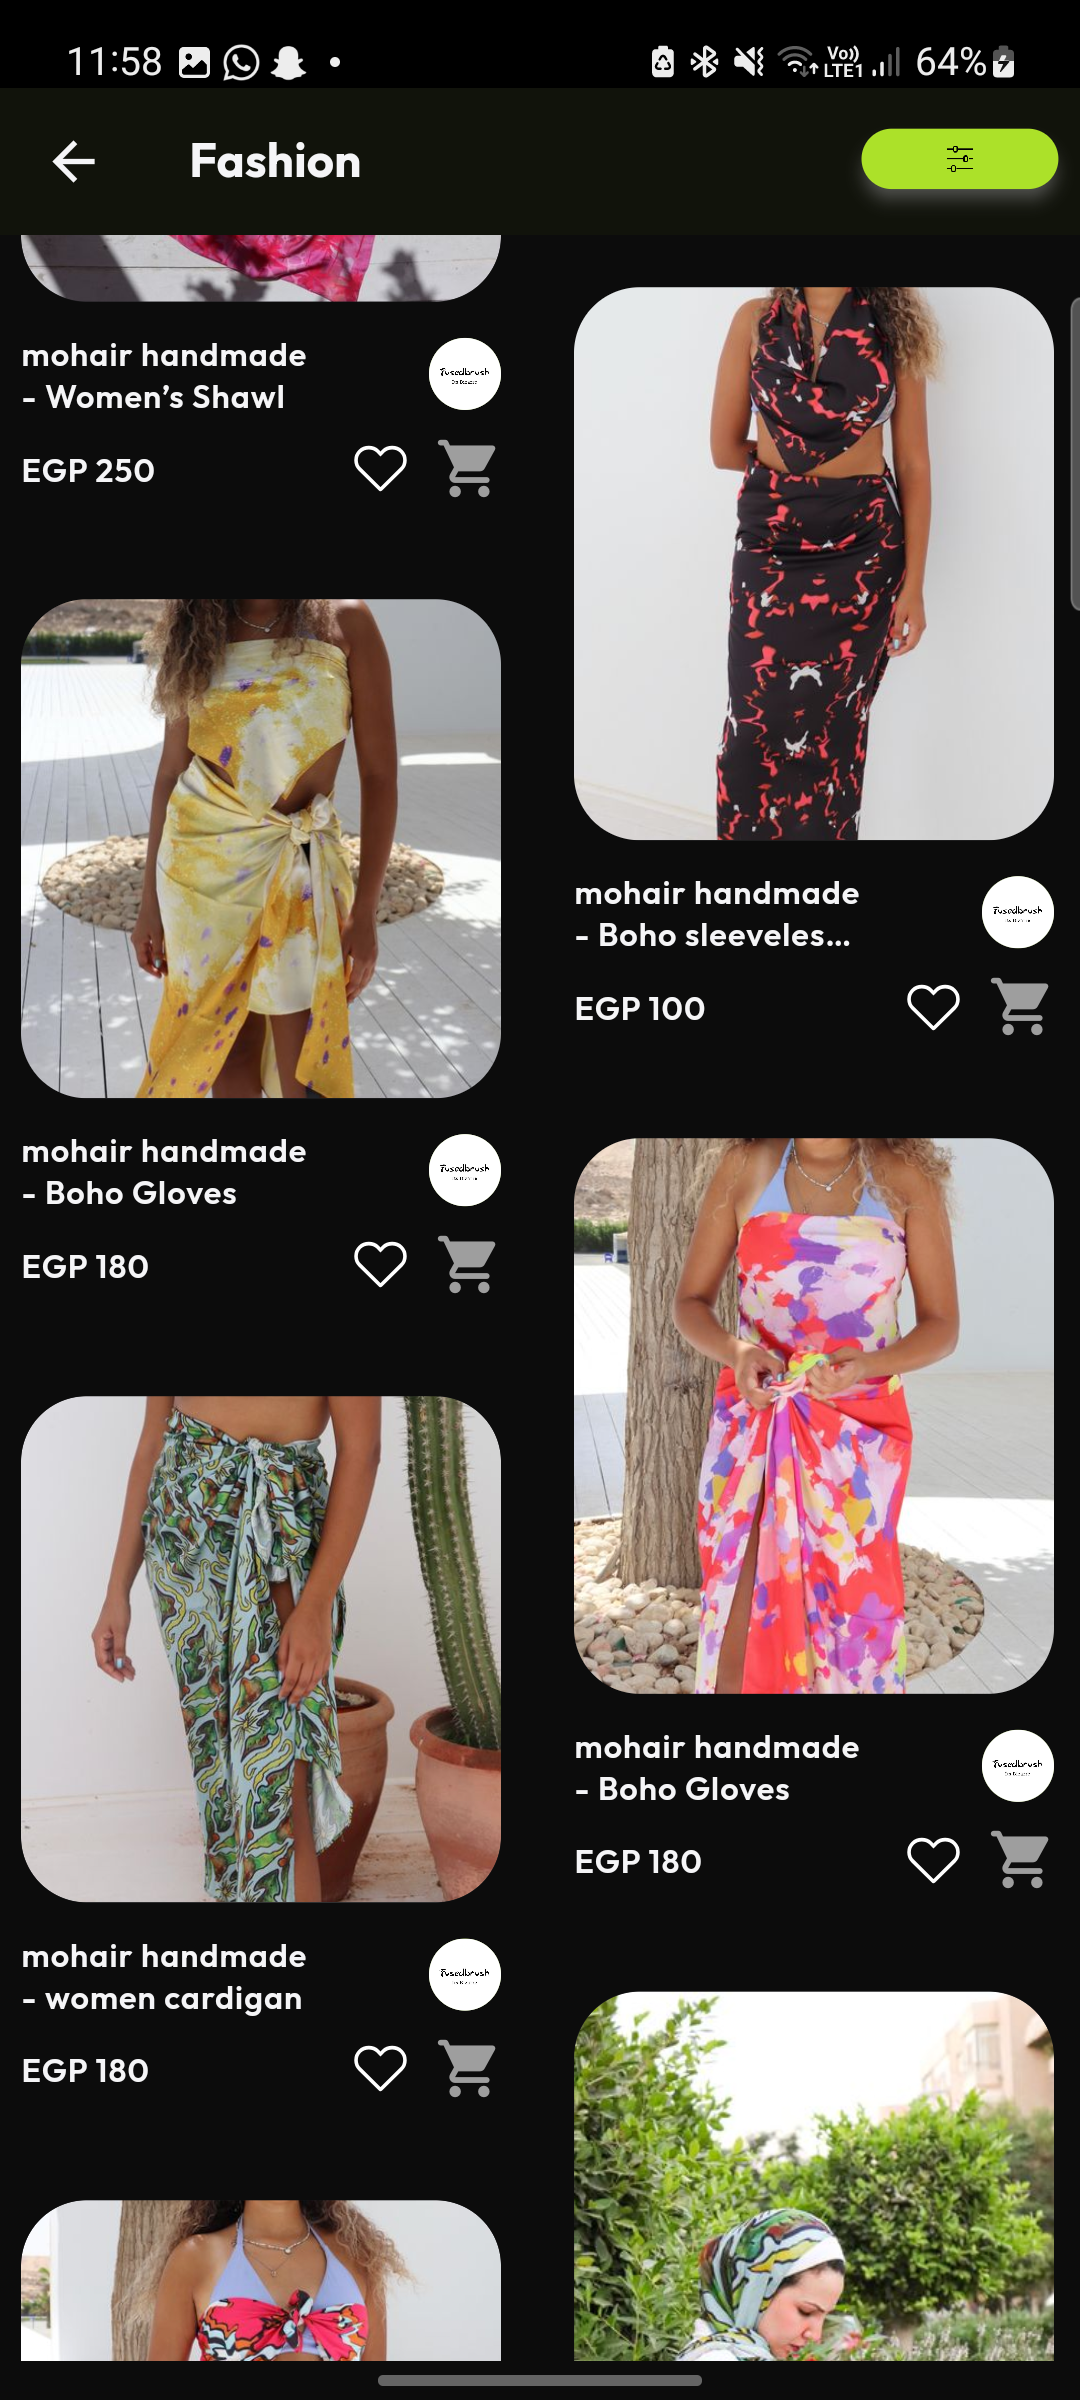 11:58
Vo))
LTE1
64%
Fashion
mohair handmade
- Women's Shawl
Fusedbrush
EGP 250
mohair handmade
- Boho sleeveles...
Fusedbrush
EGP 100
mohair handmade
- Boho Gloves
Fusedbrush
EGP 180
mohair handmade
- Boho Gloves
Fusedbrush
EGP 180
mohair handmade
- women cardigan
Fusedbrush
EGP 180